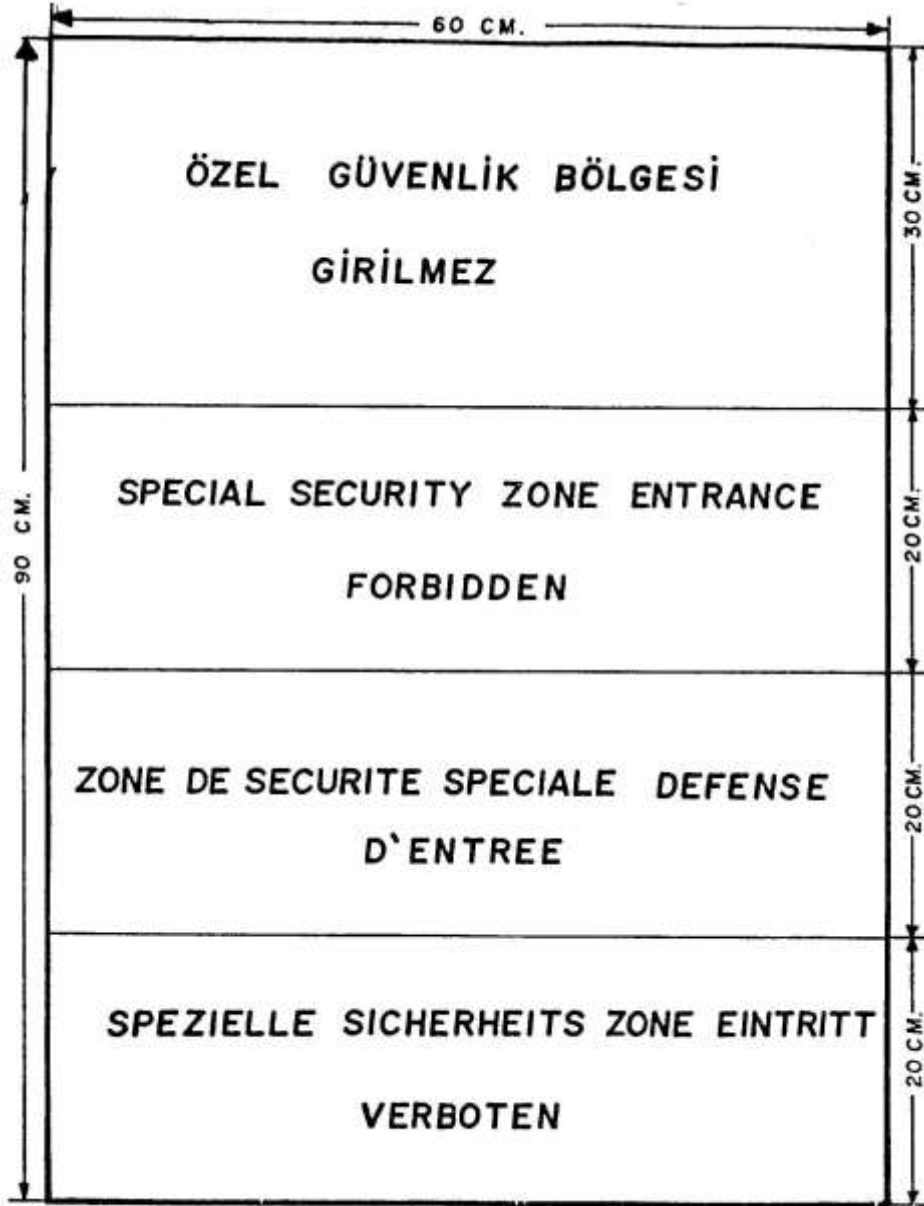 60 CM.
ÖZEL GÜVENLİK BÖLGESİ
GİRİLMEZ
30 CM.
SPECIAL SECURITY ZONE ENTRANCE
FORBIDDEN
20 CM.
90 CM.
ZONE DE SECURITE SPECIALE DEFENSE
D`ENTREE
20 CM.
SPEZIELLE SICHERHEITS ZONE EINTRITT
VERBOTEN
20 CM.